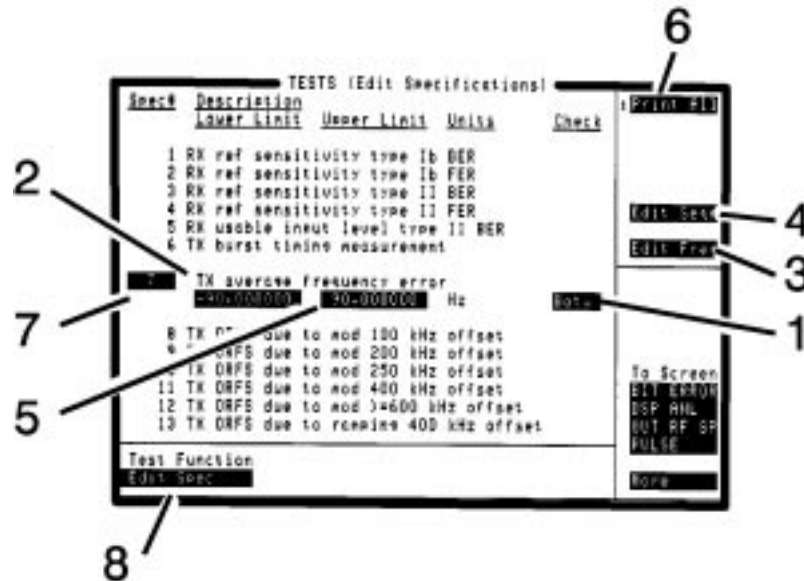 6
TESTS (Edit Specifications)
Spec# Description
Lower Limit Upper Limit Units Check
Print All
1 RX ref sensitivity type Ib BER
2 RX ref sensitivity type Ib FER
3 RX ref sensitivity type II BER
4 RX ref sensitivity type II FER
5 RX usable input level type II BER
6 TX burst timing measurement
2
Edit Seqn
4
Edit Freq
3
7 TX average frequency error
-90.000000 90.000000 Hz
7
1
8 TX ORFS due to mod 100 kHz offset
ORFS due to mod 200 kHz offset
TX ORFS due to mod 250 kHz offset
11 TX ORFS due to mod 400 kHz offset
12 TX ORFS due to mod >=600 kHz offset
13 TX ORFS due to ramping 400 kHz offset
5
To Screen
BIT ERROR
DSP ANL
OUT RF SP
PULSE
More
Test Function
Edit Spec
8